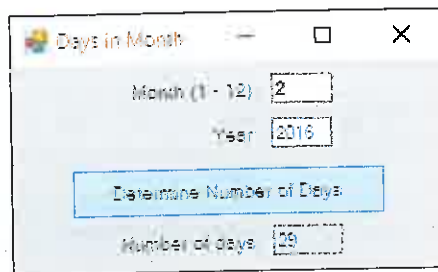 Days in Month
Month (1 - 12) 2
Year 2016
Determine Number of Days
Number of days 29